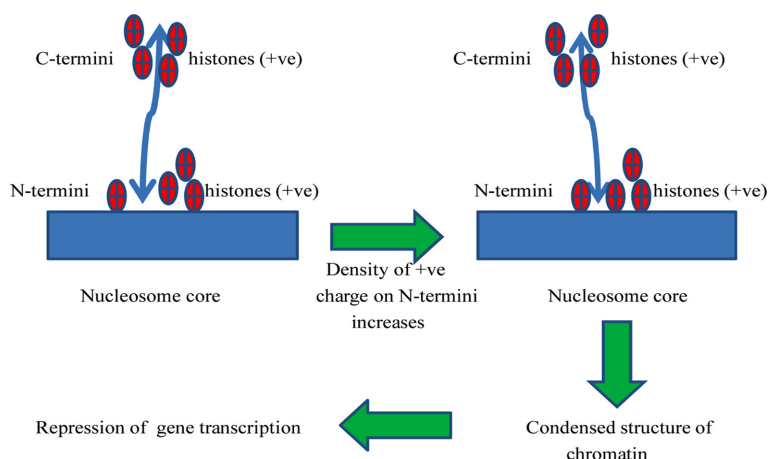 C-termini histones (+ve)
C-termini histones (+ve)
N-termini histones (+ve)
N-termini histones (+ve)
Density of +ve
charge on N-termini
increases
Nucleosome core
Nucleosome core
Repression of gene transcription
Condensed structure of
chromatin